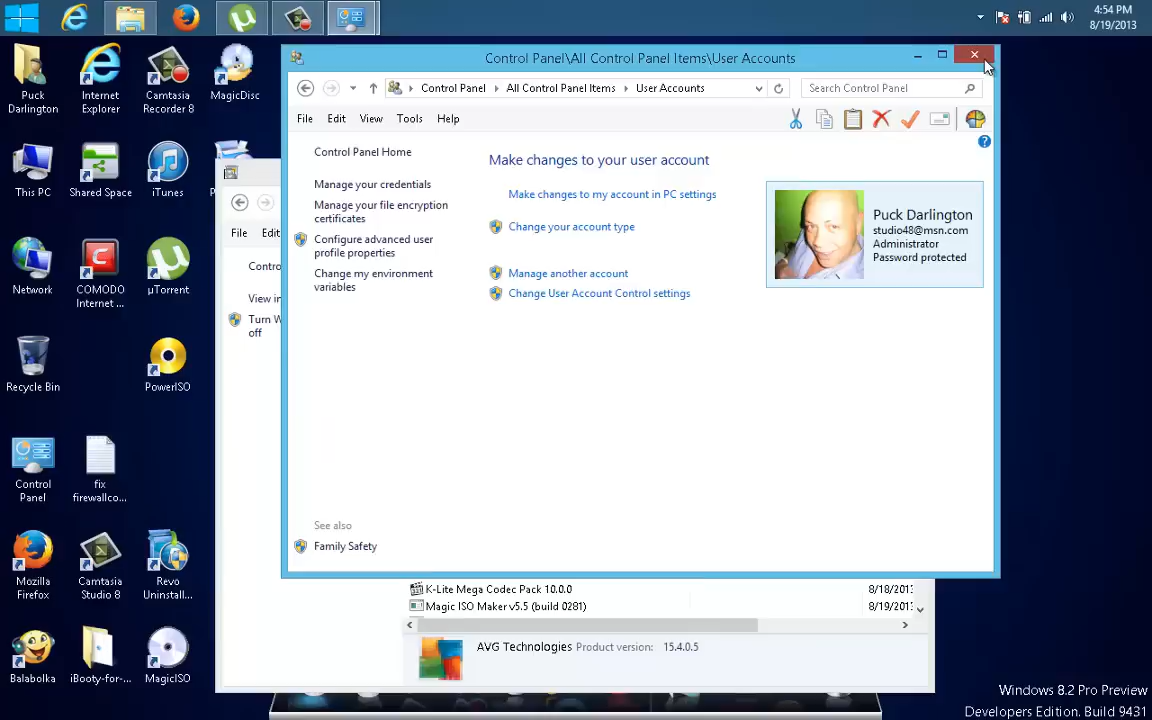 4:54 PM
8/19/2013
Puck
Darlington
Internet
Explorer
Camtasia
Recorder 8
MagicDisc
This PC
Shared Space
iTunes
Network
COMODO
Internet ...
µTorrent
Recycle Bin
PowerISO
Control
Panel
fix
firewallco...
Mozilla
Firefox
Camtasia
Studio 8
Revo
Uninstall...
Balabolka
iBooty-for-...
MagicISO
File
Edit
Contro
View in
Turn W
off
Control Panel\All Control Panel Items\User Accounts
Control Panel
All Control Panel Items
User Accounts
Search Control Panel
File
Edit
View
Tools
Help
Control Panel Home
Manage your credentials
Manage your file encryption
certificates
Configure advanced user
profile properties
Change my environment
variables
See also
Family Safety
Make changes to your user account
Make changes to my account in PC settings
Change your account type
Manage another account
Change User Account Control settings
Puck Darlington
studio48@msn.com
Administrator
Password protected
K-Lite Mega Codec Pack 10.0.0
8/18/2013
Magic ISO Maker v5.5 (build 0281)
8/19/2013
AVG Technologies Product version: 15.4.0.5
Windows 8.2 Pro Preview
Developers Edition. Build 9431